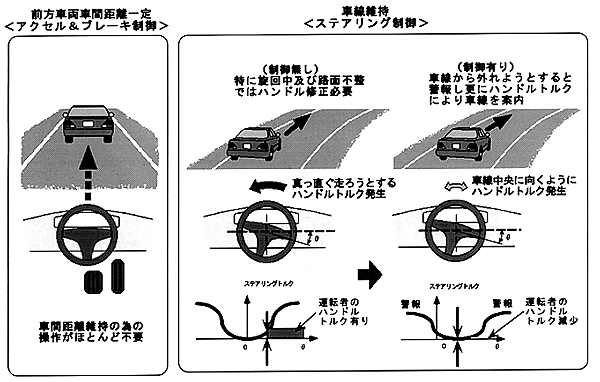 前方車両車間距離一定
＜アクセル＆ブレーキ制御＞
車間距離維持の為の
操作がほとんど不要
車線維持
＜ステアリング制御＞
（制御無し）
特に旋回中及び路面不整
ではハンドル修正必要
真っ直ぐ走ろうとする
ハンドルトルク発生
θ
ステアリングトルク
運転者の
ハンドル
トルク有り
0
θ
（制御有り）
車線から外れようとすると
警報し更にハンドルトルク
により車線を案内
車線中央に向くように
ハンドルトルク発生
θ
ステアリングトルク
警報
警報
運転者の
ハンドル
トルク減少
0
θ